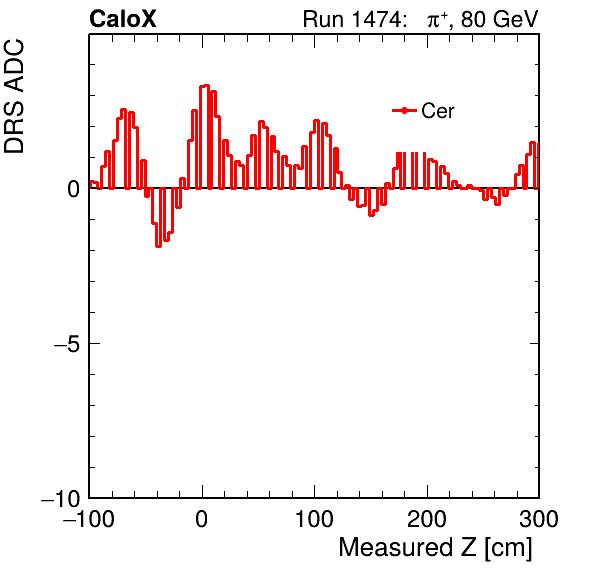 CaloX Run 1474: π⁺, 80 GeV
DRS ADC
Cer
0
−5
−10
−100 0 100 200 300
Measured Z [cm]